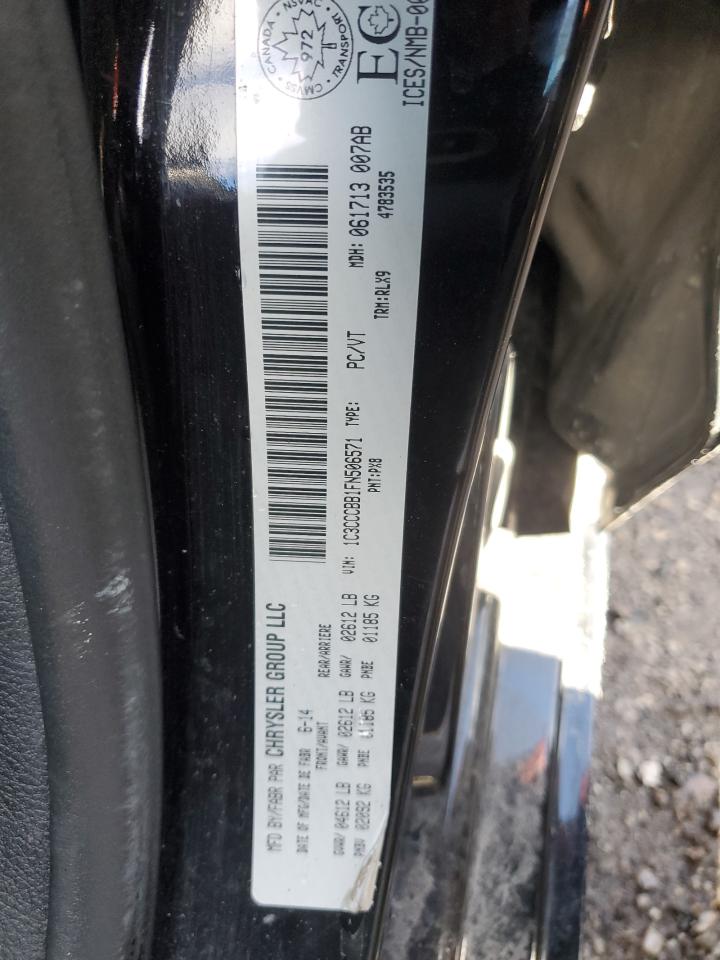 MFD BY/FABR PAR CHRYSLER GROUP LLC
DATE OF MFG/DATE DE FABR 6-14
FRONT/AVANT REAR/ARRIERE
GVWR/ 04612 LB GAWR/ 02612 LB GAWR/ 02612 LB
PNBV 02092 KG PNBE 01185 KG PNBE 01185 KG
VIN: 1C3CCCBB1FN506571 TYPE: PC/VT MDH: 061713 007AB
PNT:PX8 TRM:RLX9 4783535
CANADA NSVAC
972
CMVSS TRANSPORT
EC
ICES/NMB-00